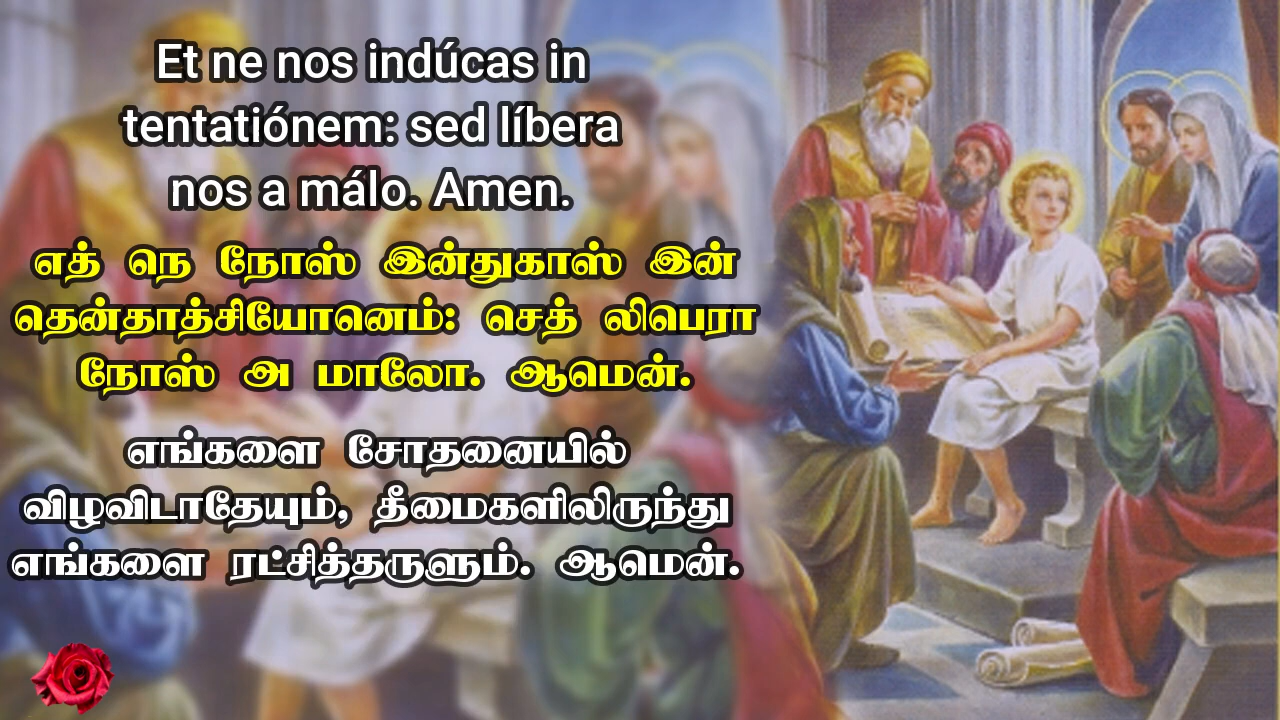 Et ne nos indúcas in
tentatiónem: sed líbera
nos a málo. Amen.
எத் நெ நோஸ் இன்துகாஸ் இன்
தென்தாத்சியோனெம்: செத் லிபெரா
நோஸ் அ மாலோ. ஆமென்.
எங்களை சோதனையில்
விழவிடாதேயும், தீமைகளிலிருந்து
எங்களை ரட்சித்தருளும். ஆமென்.